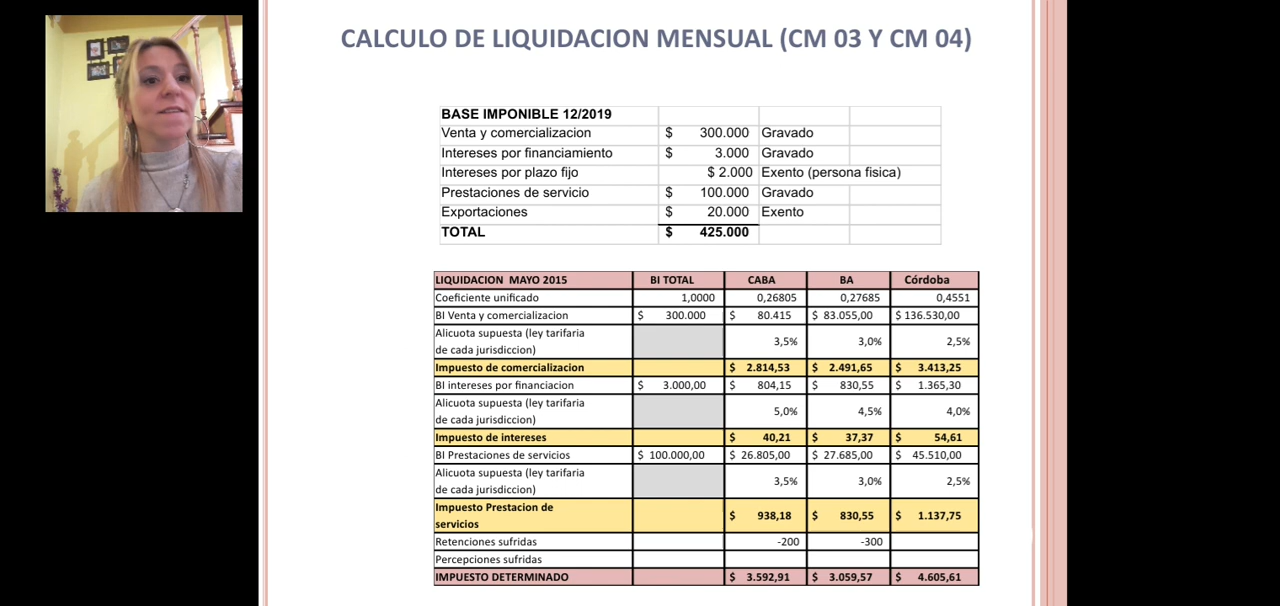 CALCULO DE LIQUIDACION MENSUAL (CM 03 Y CM 04)
BASE IMPONIBLE 12/2019
Venta y comercializacion $ 300.000 Gravado
Intereses por financiamiento $ 3.000 Gravado
Intereses por plazo fijo $ 2.000 Exento (persona fisica)
Prestaciones de servicio $ 100.000 Gravado
Exportaciones $ 20.000 Exento
TOTAL $ 425.000
LIQUIDACION MAYO 2015 BI TOTAL CABA BA Córdoba
Coeficiente unificado 1,0000 0,26805 0,27685 0,4551
BI Venta y comercializacion $ 300.000 $ 80.415 $ 83.055,00 $ 136.530,00
Alicuota supuesta (ley tarifaria
de cada jurisdiccion) 3,5% 3,0% 2,5%
Impuesto de comercializacion $ 2.814,53 $ 2.491,65 $ 3.413,25
BI intereses por financiacion $ 3.000,00 $ 804,15 $ 830,55 $ 1.365,30
Alicuota supuesta (ley tarifaria
de cada jurisdiccion) 5,0% 4,5% 4,0%
Impuesto de intereses $ 40,21 $ 37,37 $ 54,61
BI Prestaciones de servicios $ 100.000,00 $ 26.805,00 $ 27.685,00 $ 45.510,00
Alicuota supuesta (ley tarifaria
de cada jurisdiccion) 3,5% 3,0% 2,5%
Impuesto Prestacion de
servicios $ 938,18 $ 830,55 $ 1.137,75
Retenciones sufridas -200 -300
Percepciones sufridas
IMPUESTO DETERMINADO $ 3.592,91 $ 3.059,57 $ 4.605,61